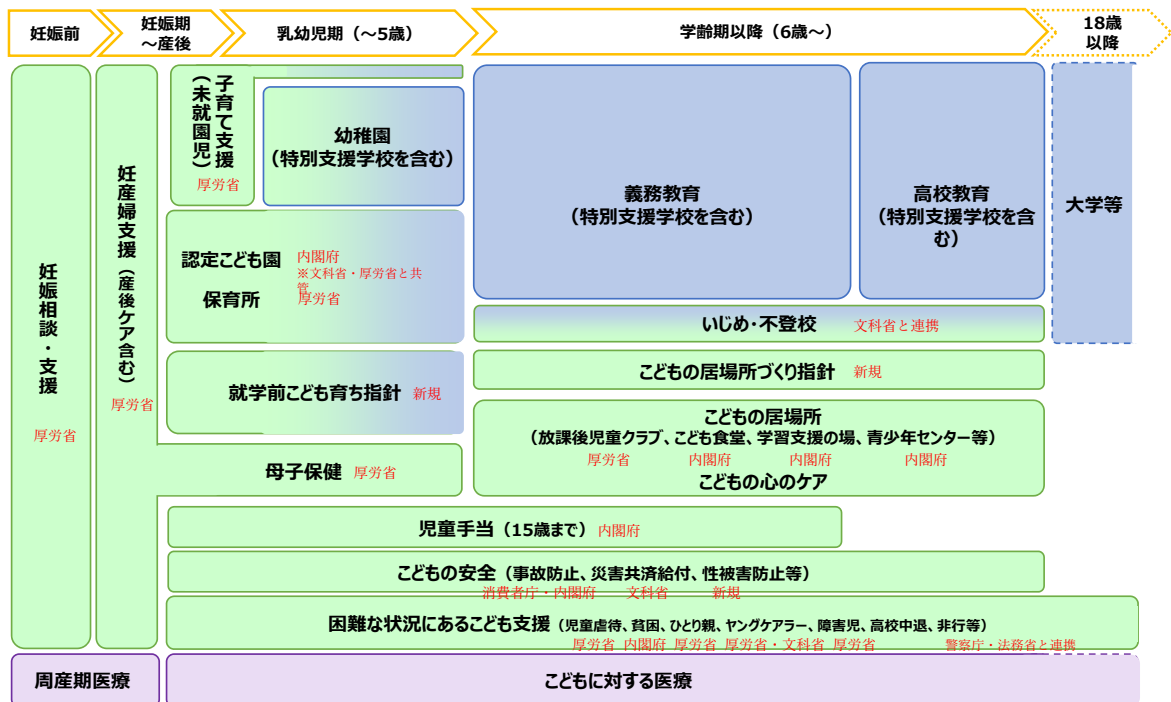 妊娠前
妊娠期
～産後
乳幼児期（～5歳）
学齢期以降（6歳～）
18歳
以降
妊娠相談・支援
厚労省
妊産婦支援（産後ケア含む）
厚労省
子育て支援
（未就園児）
厚労省
幼稚園
（特別支援学校を含む）
認定こども園
内閣府
※文科省・厚労省と共
管
保育所
厚労省
就学前こども育ち指針 新規
母子保健 厚労省
義務教育
（特別支援学校を含む）
高校教育
（特別支援学校を含
む）
大学等
いじめ・不登校 文科省と連携
こどもの居場所づくり指針 新規
こどもの居場所
（放課後児童クラブ、こども食堂、学習支援の場、青少年センター等）
厚労省 内閣府 内閣府 内閣府
こどもの心のケア
児童手当（15歳まで） 内閣府
こどもの安全（事故防止、災害共済給付、性被害防止等）
消費者庁・内閣府 文科省 新規
困難な状況にあるこども支援（児童虐待、貧困、ひとり親、ヤングケアラー、障害児、高校中退、非行等）
厚労省 内閣府 厚労省 厚労省・文科省 厚労省 警察庁・法務省と連携
周産期医療
こどもに対する医療